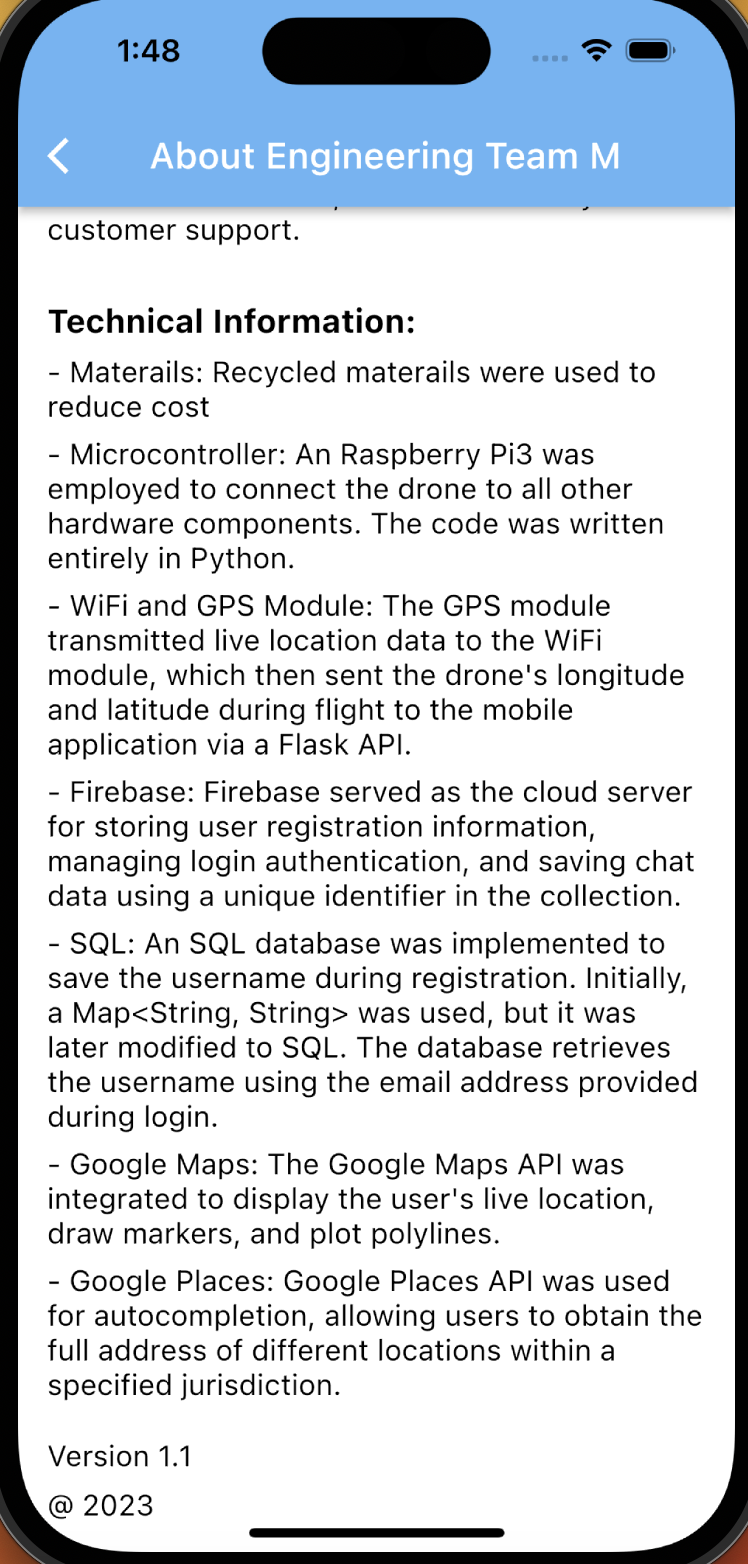 1:48
About Engineering Team M
customer support.
Technical Information:
- Materails: Recycled materails were used to
reduce cost
- Microcontroller: An Raspberry Pi3 was
employed to connect the drone to all other
hardware components. The code was written
entirely in Python.
- WiFi and GPS Module: The GPS module
transmitted live location data to the WiFi
module, which then sent the drone's longitude
and latitude during flight to the mobile
application via a Flask API.
- Firebase: Firebase served as the cloud server
for storing user registration information,
managing login authentication, and saving chat
data using a unique identifier in the collection.
- SQL: An SQL database was implemented to
save the username during registration. Initially,
a Map<String, String> was used, but it was
later modified to SQL. The database retrieves
the username using the email address provided
during login.
- Google Maps: The Google Maps API was
integrated to display the user's live location,
draw markers, and plot polylines.
- Google Places: Google Places API was used
for autocompletion, allowing users to obtain the
full address of different locations within a
specified jurisdiction.
Version 1.1
@ 2023